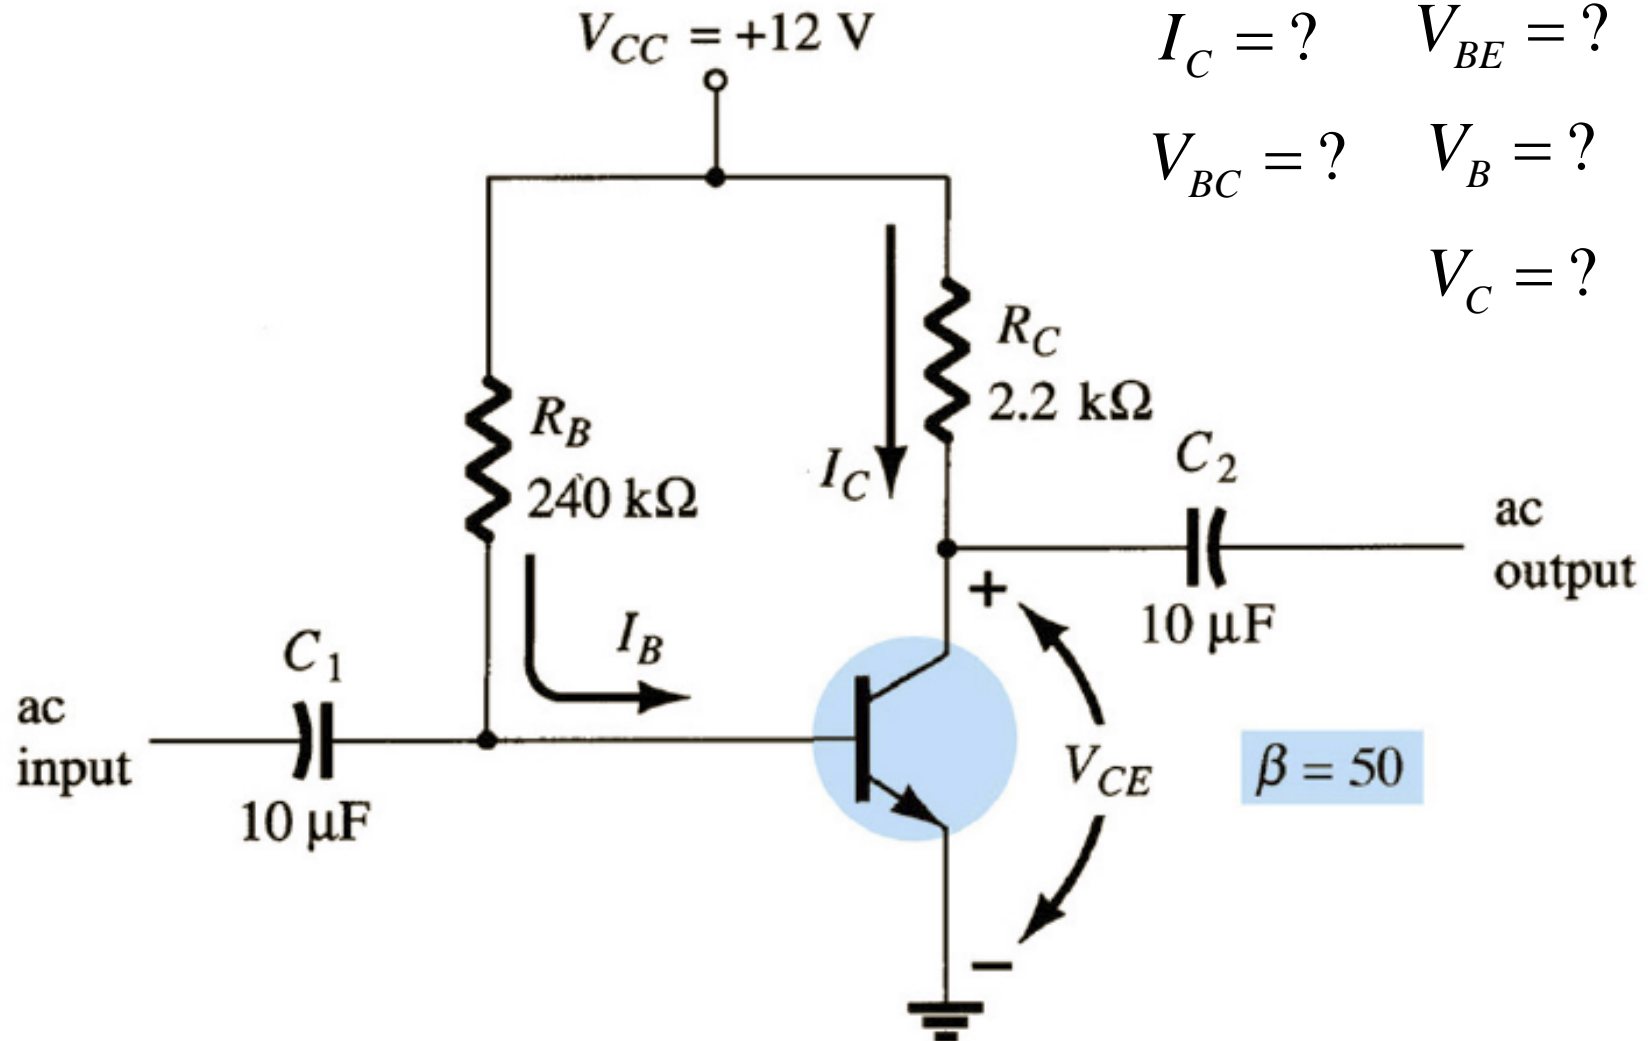 V_CC = +12 V
I_C = ?
V_BE = ?
V_BC = ?
V_B = ?
V_C = ?
R_C
2.2 kΩ
R_B
240 kΩ
I_C
C_2
10 µF
ac
output
I_B
C_1
10 µF
ac
input
+
V_CE
−
β = 50